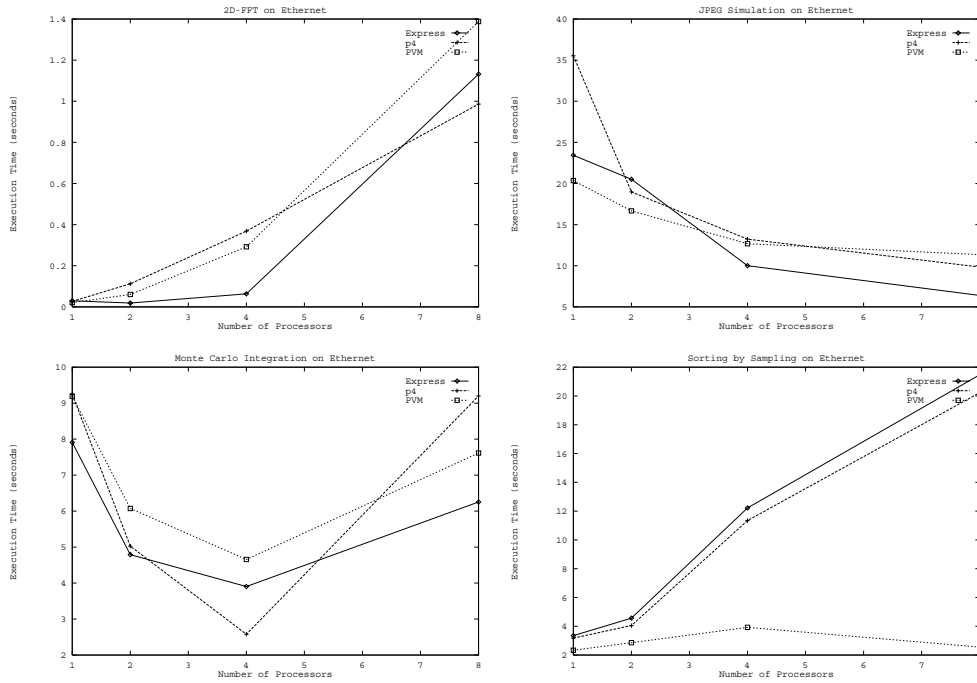 2D-FFT on Ethernet
1.4
1.2
1
0.8
0.6
0.4
0.2
0
Execution Time (seconds)
Express
p4
PVM
1 2 3 4 5 6 7 8
Number of Processors
JPEG Simulation on Ethernet
40
35
30
25
20
15
10
5
Execution Time (seconds)
Express
p4
PVM
1 2 3 4 5 6 7
Number of Processors
Monte Carlo Integration on Ethernet
10
9
8
7
6
5
4
3
2
Execution Time (seconds)
Express
p4
PVM
1 2 3 4 5 6 7 8
Number of Processors
Sorting by Sampling on Ethernet
22
20
18
16
14
12
10
8
6
4
2
Execution Time (seconds)
Express
p4
PVM
1 2 3 4 5 6 7
Number of Processors